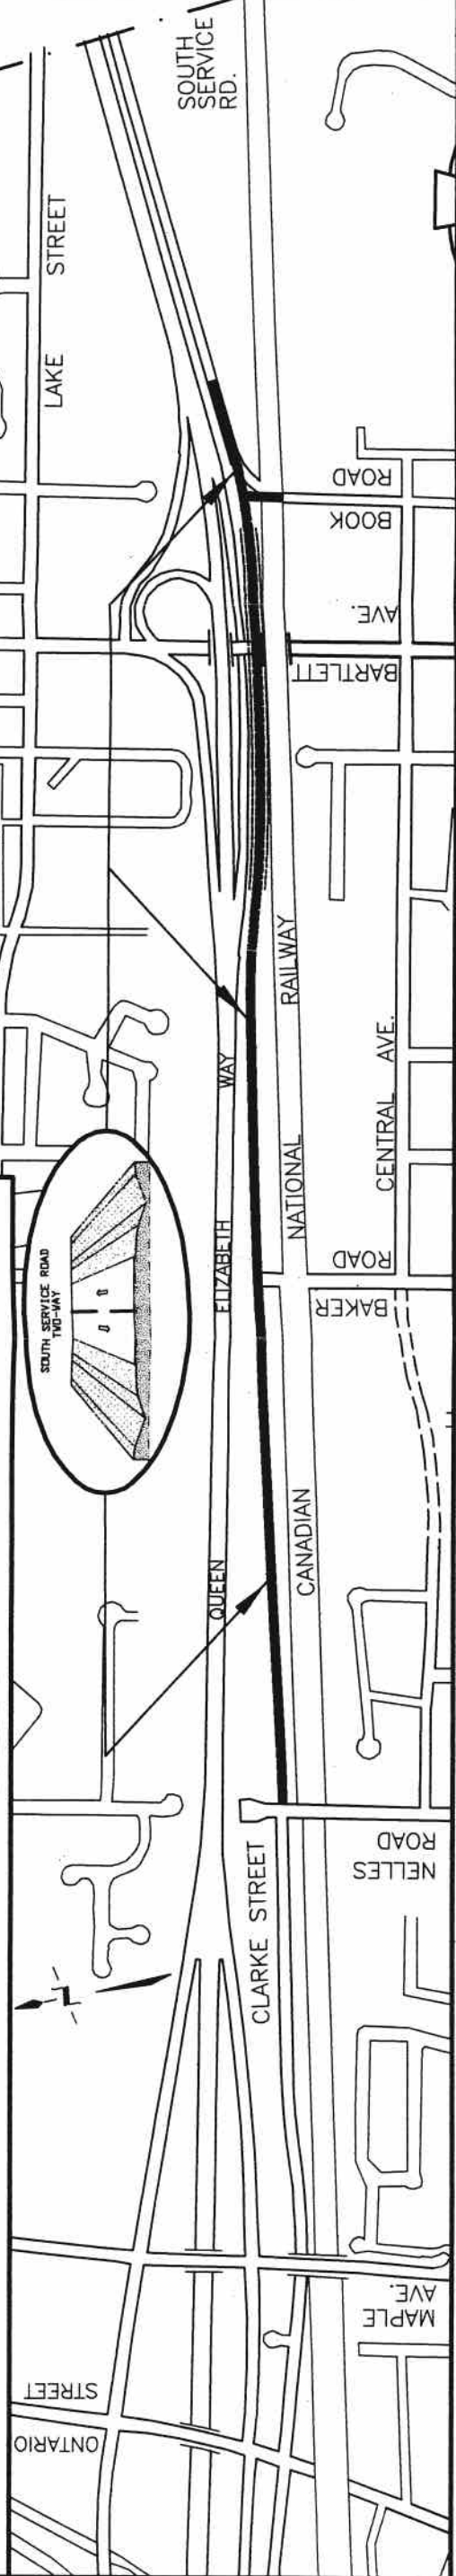 SOUTH
SERVICE
RD.
LAKE STREET
BOOK
ROAD
BARTLETT
AVE.
CANADIAN NATIONAL RAILWAY
QUEEN ELIZABETH WAY
CENTRAL AVE.
SOUTH SERVICE ROAD
TWO-WAY
BAKER
ROAD
NELLES
ROAD
CLARKE STREET
N
MAPLE
AVE.
ONTARIO
STREET